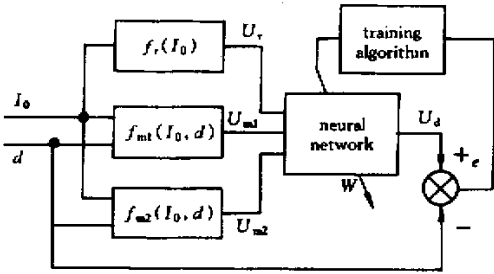 f_r(I_0)
U_r
training
algorithm
I_0
d
f_m1(I_0, d)
U_m1
neural
network
U_d
+
e
W
−
f_m2(I_0, d)
U_m2